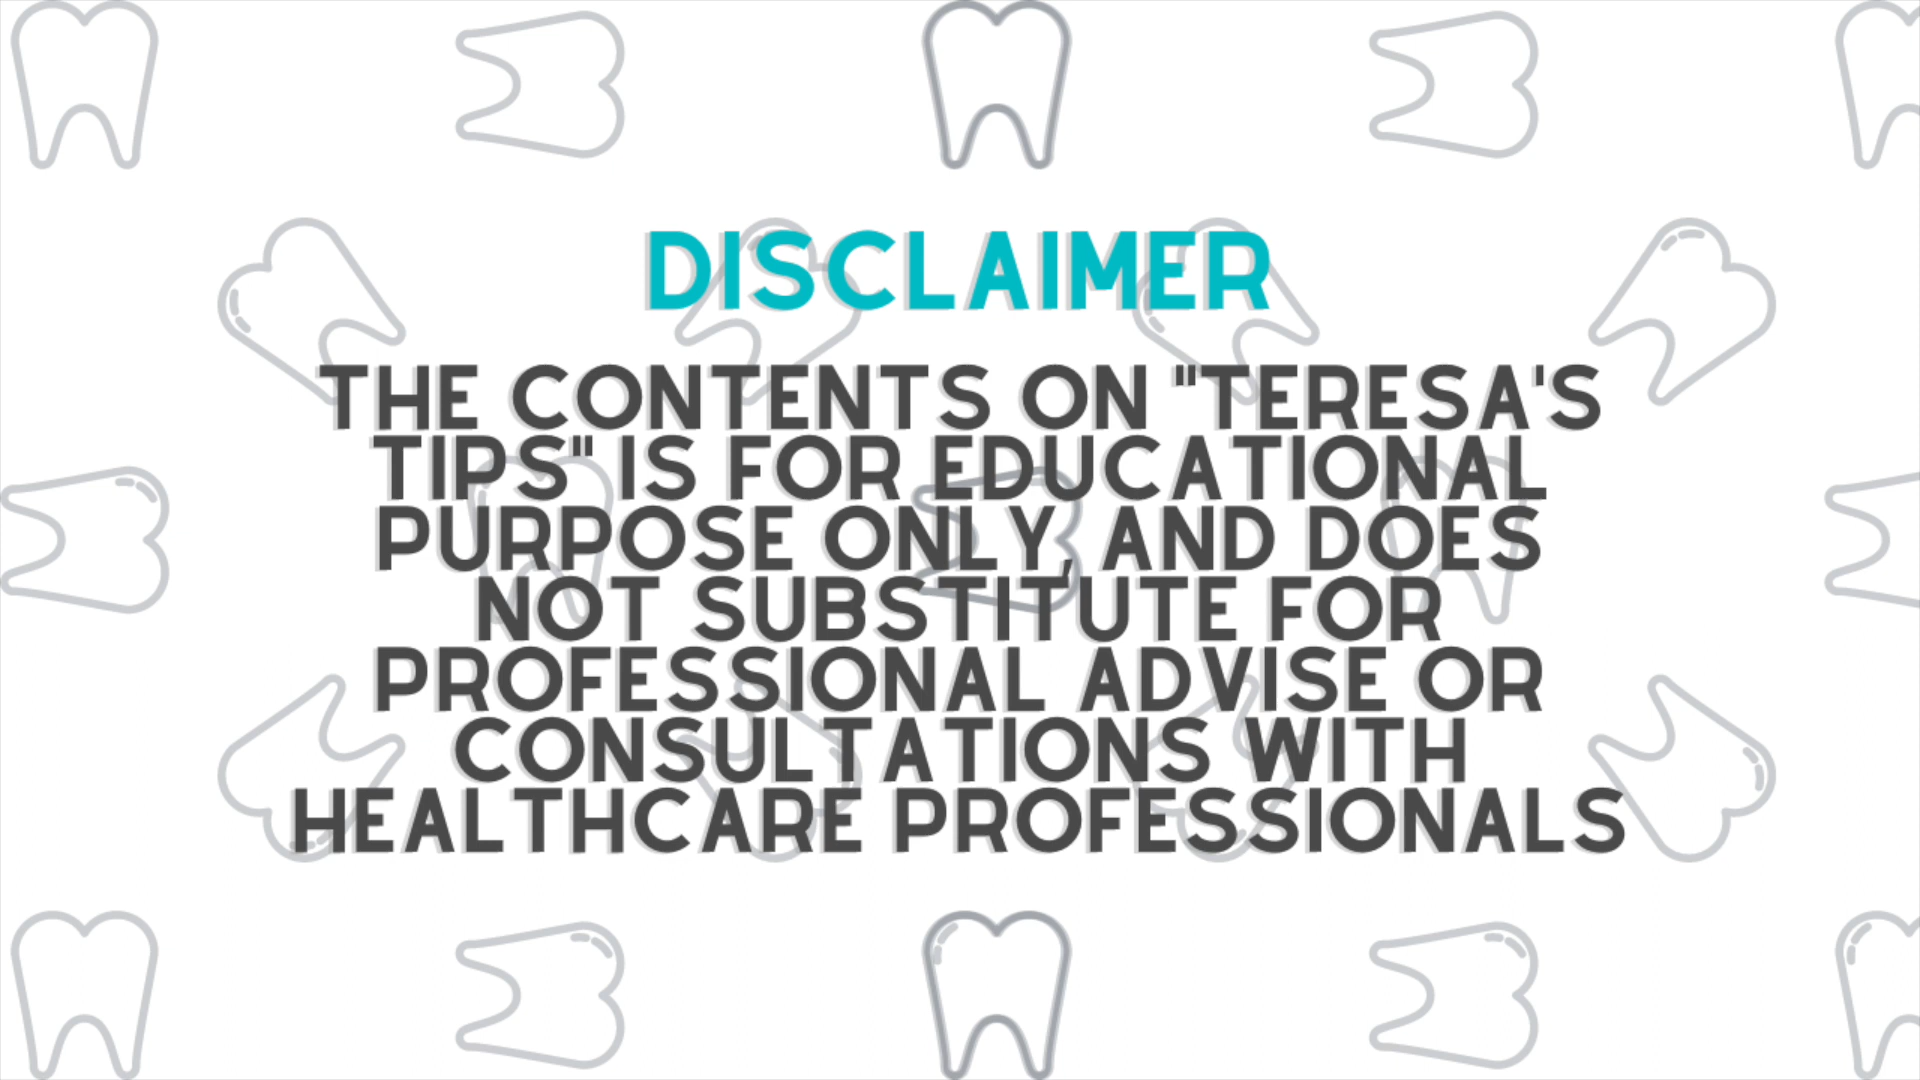 DISCLAIMER
THE CONTENTS ON "TERESA'S
TIPS" IS FOR EDUCATIONAL
PURPOSE ONLY, AND DOES
NOT SUBSTITUTE FOR
PROFESSIONAL ADVISE OR
CONSULTATIONS WITH
HEALTHCARE PROFESSIONALS